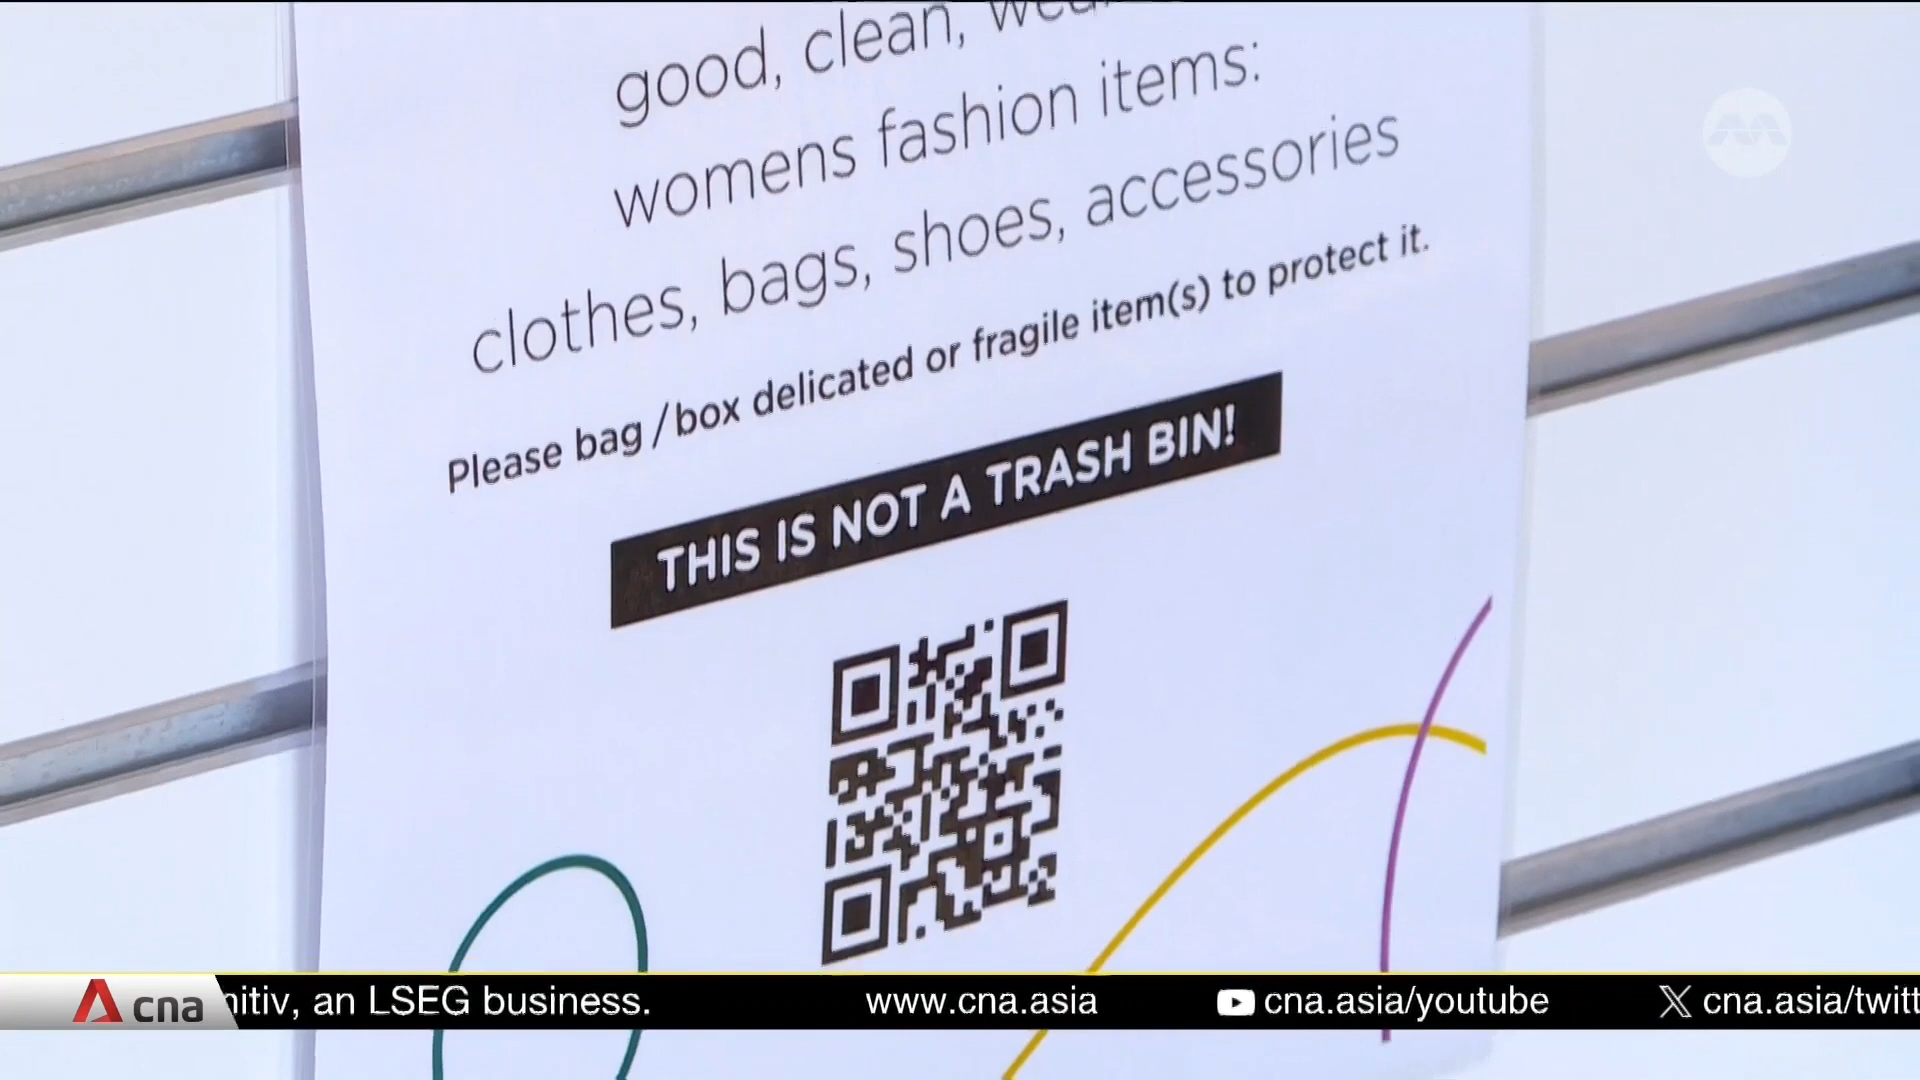 good, clean,
womens fashion items:
clothes, bags, shoes, accessories
Please bag / box delicated or fragile item(s) to protect it.
THIS IS NOT A TRASH BIN!
cna
nitiv, an LSEG business. www.cna.asia cna.asia/youtube cna.asia/twitt